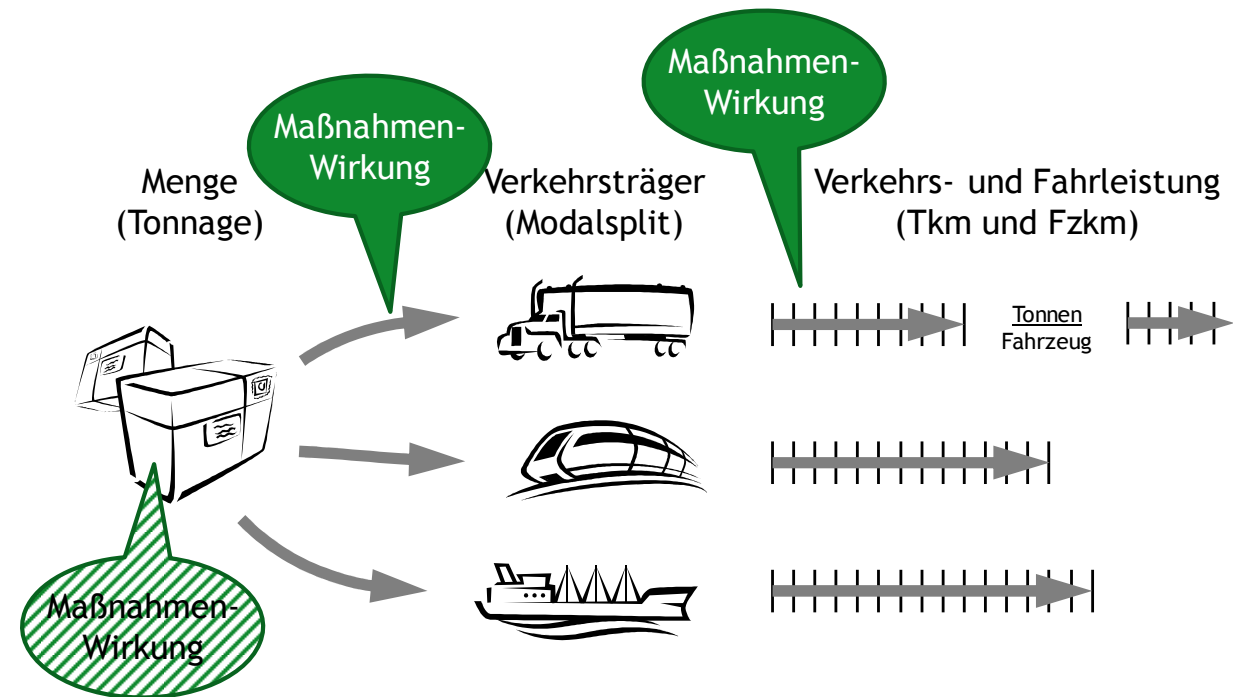 Maßnahmen-
Wirkung
Maßnahmen-
Wirkung
Menge
(Tonnage)
Verkehrsträger
(Modalsplit)
Verkehrs- und Fahrleistung
(Tkm und Fzkm)
Tonnen
Fahrzeug
Maßnahmen-
Wirkung